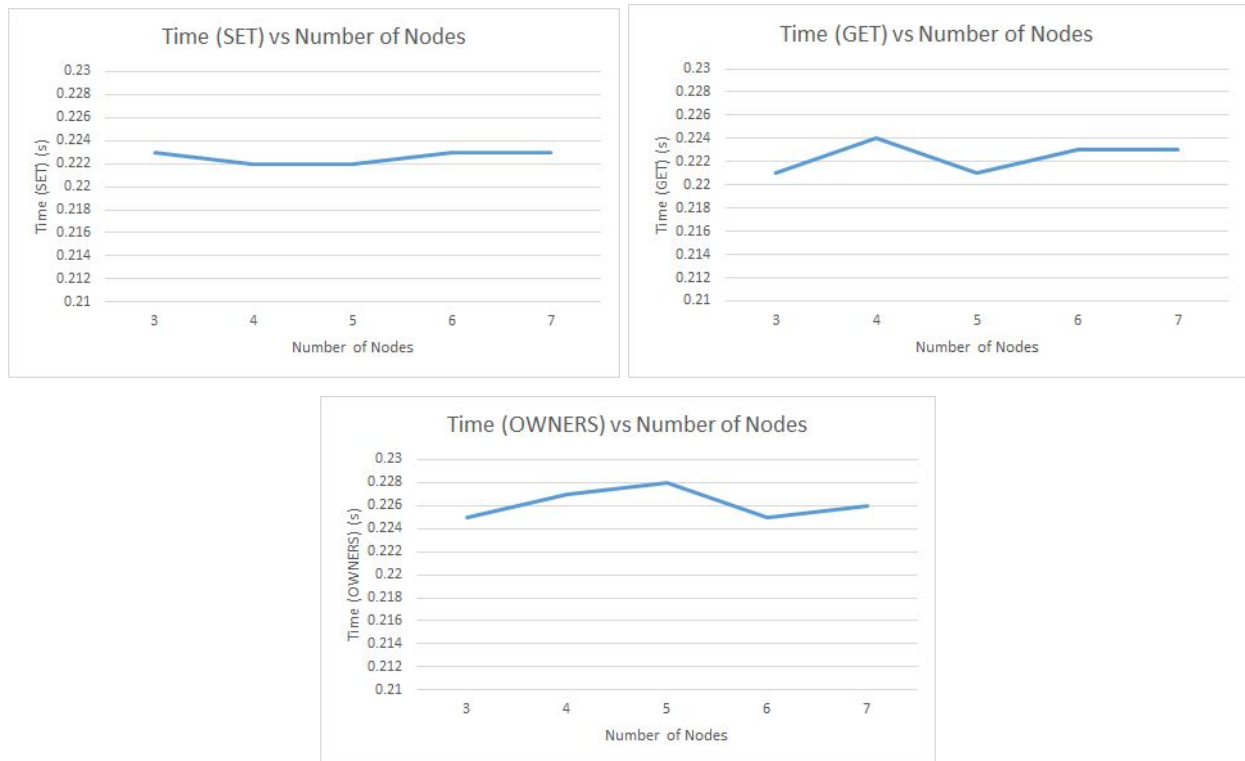 Time (SET) vs Number of Nodes
0.23
0.228
0.226
0.224
0.222
0.22
0.218
0.216
0.214
0.212
0.21
Time (SET) (s)
3 4 5 6 7
Number of Nodes
Time (GET) vs Number of Nodes
0.23
0.228
0.226
0.224
0.222
0.22
0.218
0.216
0.214
0.212
0.21
Time (GET) (s)
3 4 5 6 7
Number of Nodes
Time (OWNERS) vs Number of Nodes
0.23
0.228
0.226
0.224
0.222
0.22
0.218
0.216
0.214
0.212
0.21
Time (OWNERS) (s)
3 4 5 6 7
Number of Nodes